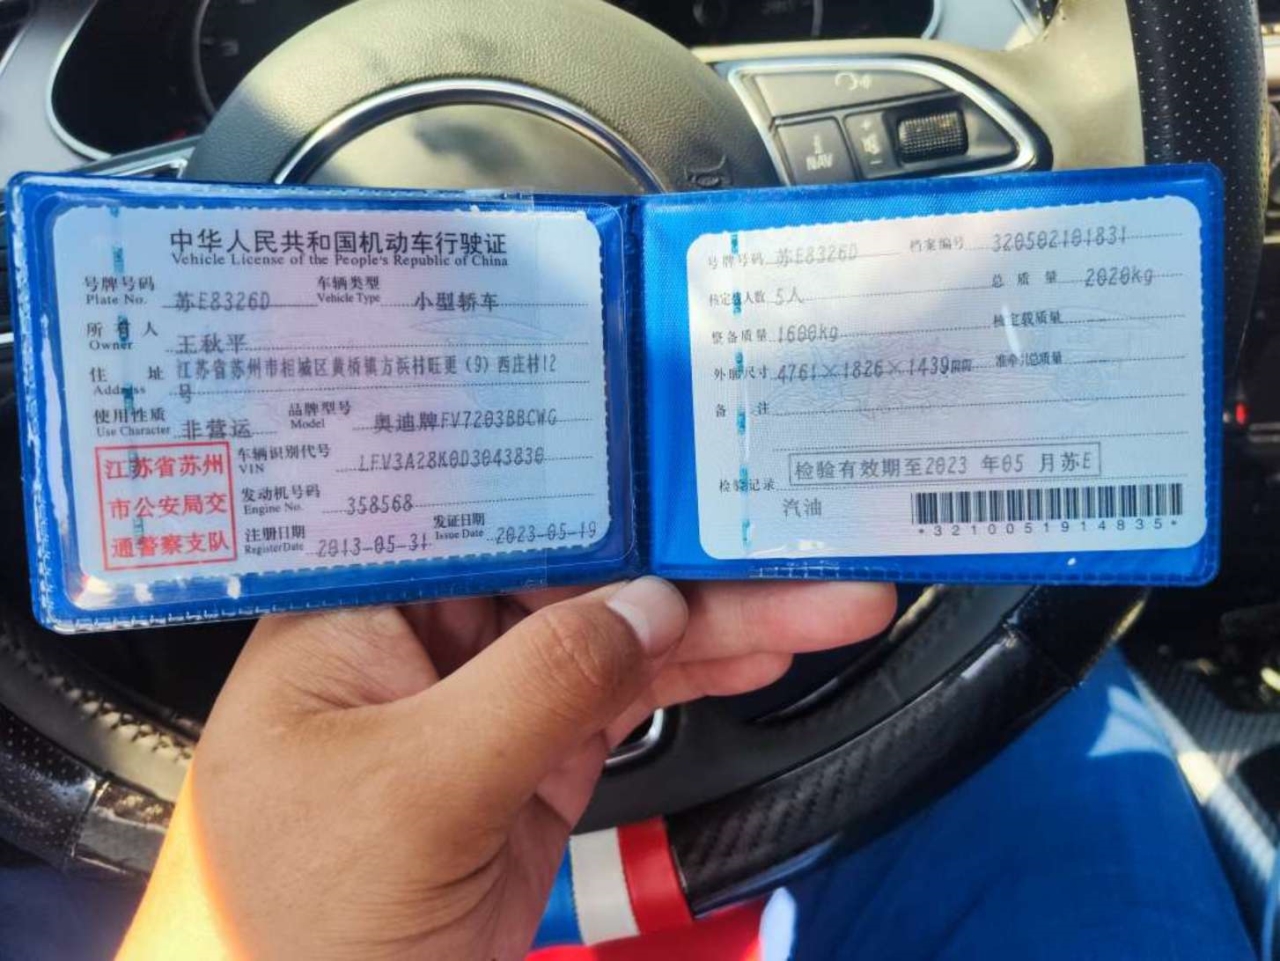 中华人民共和国机动车行驶证
Vehicle License of the People's Republic of China
号牌号码 Plate No. 苏E8326D 车辆类型 Vehicle Type 小型轿车
所有人 Owner 王秋平
住址 Address 江苏省苏州市相城区黄桥镇方浜村旺更(9)西庄村12
号
使用性质 Use Character 非营运 品牌型号 Model 奥迪牌FV7203BBCWG
江苏省苏州
市公安局交
通警察支队
车辆识别代号 VIN LFV3A28K0D3043830
发动机号码 Engine No. 358568
注册日期 Register Date 2013-05-31 发证日期 Issue Date 2023-05-19
号牌号码 苏E8326D 档案编号 320502101831
核定载人数 5人 总质量 2020kg
整备质量 1600kg 核定载质量
外廓尺寸 4761×1826×1439mm 准牵引总质量
备注
检验有效期至2023 年05 月苏E
检验记录
汽油
*3210051914835*
NAV